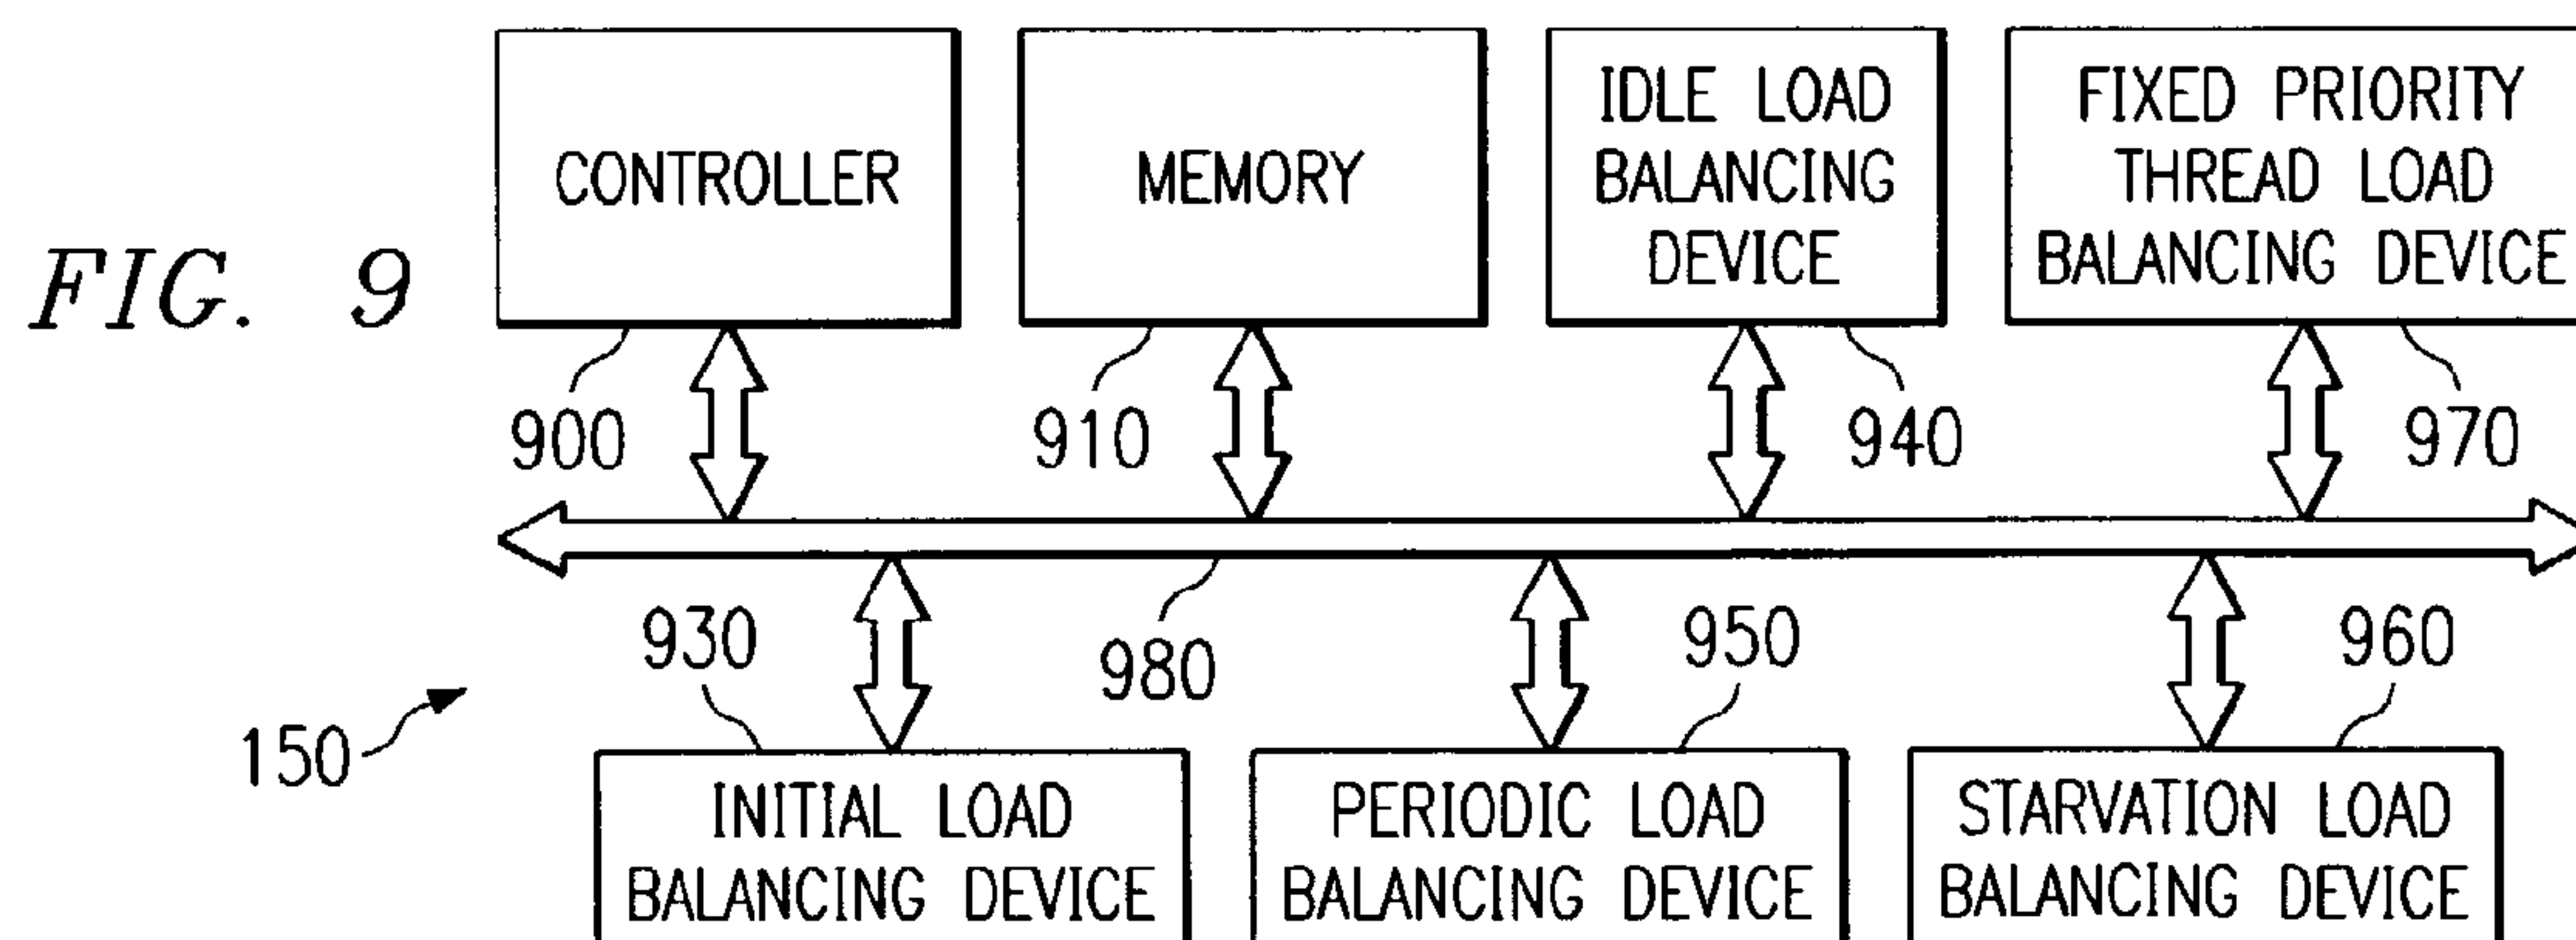 FIG. 9
CONTROLLER
MEMORY
IDLE LOAD
BALANCING
DEVICE
FIXED PRIORITY
THREAD LOAD
BALANCING DEVICE
900
910
940
970
930
980
950
960
150
INITIAL LOAD
BALANCING DEVICE
PERIODIC LOAD
BALANCING DEVICE
STARVATION LOAD
BALANCING DEVICE